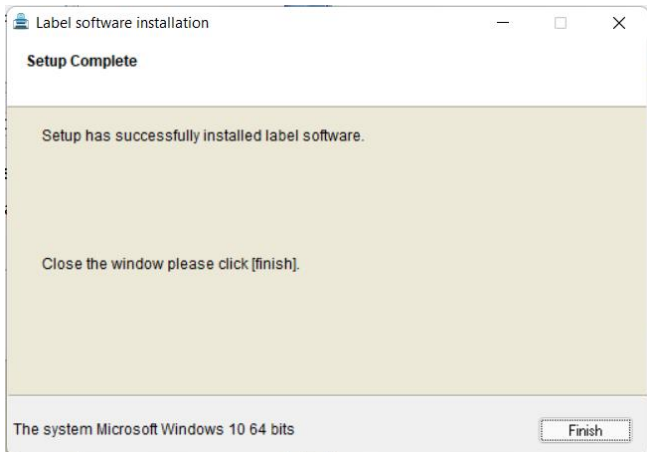 Label software installation
Setup Complete
Setup has successfully installed label software.
Close the window please click [finish].
The system Microsoft Windows 10 64 bits
Finish